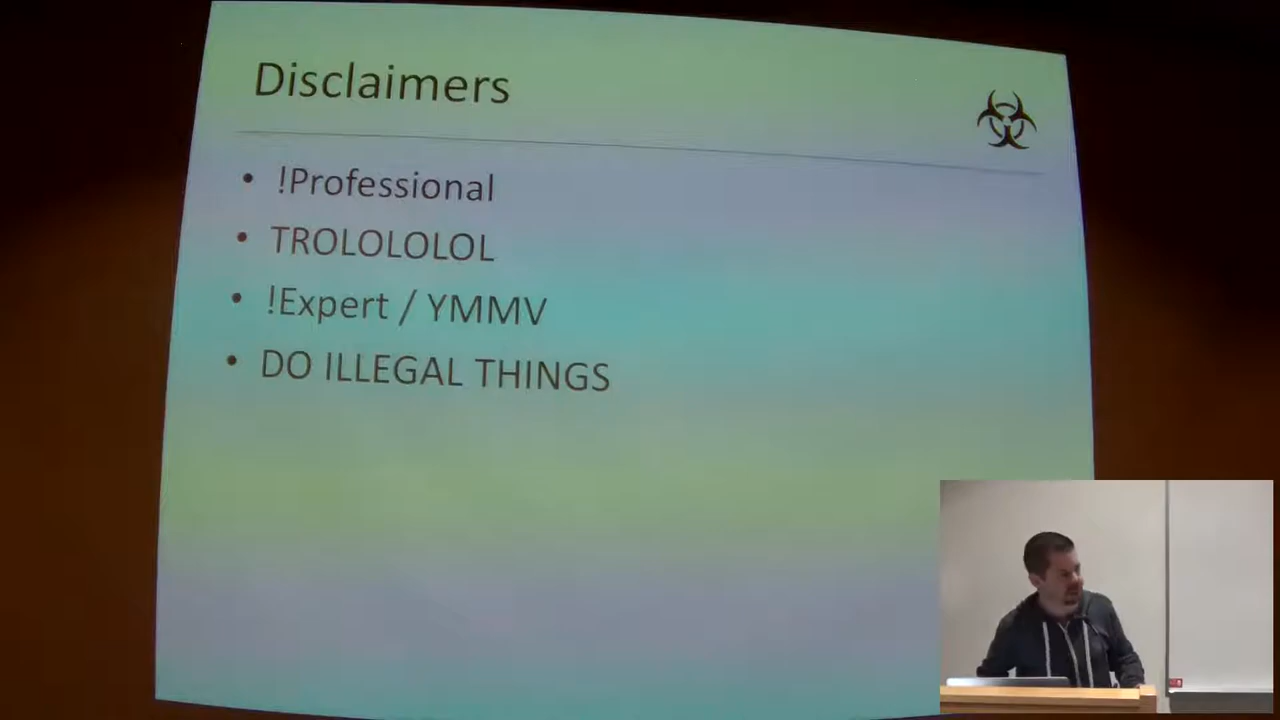 Disclaimers
• !Professional
• TROLOLOLOL
• !Expert / YMMV
• DO ILLEGAL THINGS